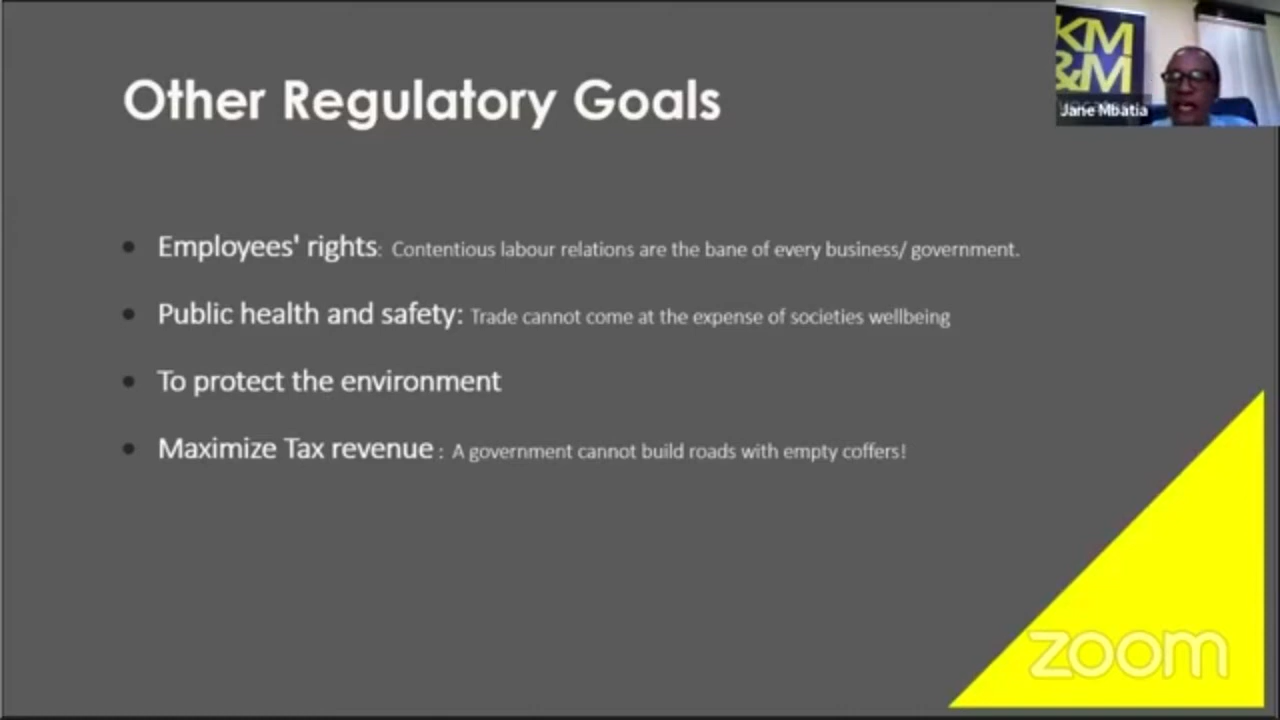 Other Regulatory Goals
KM
&M
Jane Mbatia
Employees' rights: Contentious labour relations are the bane of every business/ government.
Public health and safety: Trade cannot come at the expense of societies wellbeing
To protect the environment
Maximize Tax revenue : A government cannot build roads with empty coffers!
zoom